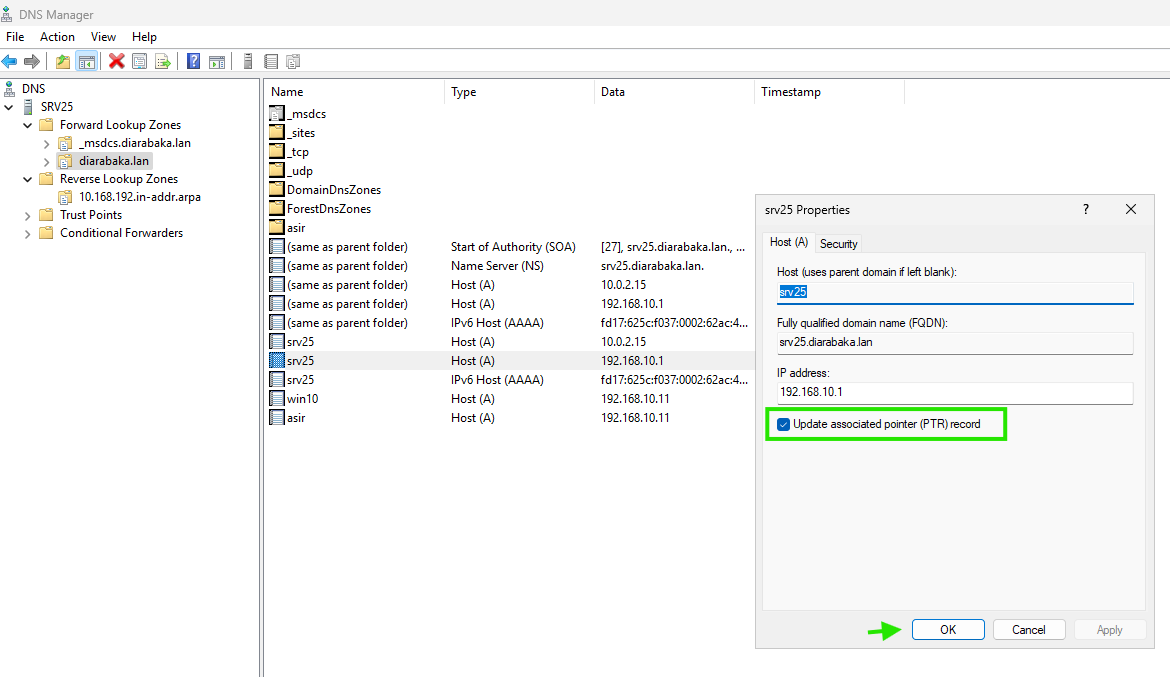 DNS Manager
File Action View Help
DNS
SRV25
Forward Lookup Zones
_msdcs.diarabaka.lan
diarabaka.lan
Reverse Lookup Zones
10.168.192.in-addr.arpa
Trust Points
Conditional Forwarders
Name Type Data Timestamp
_msdcs
_sites
_tcp
_udp
DomainDnsZones
ForestDnsZones
asir
(same as parent folder) Start of Authority (SOA) [27], srv25.diarabaka.lan., ...
(same as parent folder) Name Server (NS) srv25.diarabaka.lan.
(same as parent folder) Host (A) 10.0.2.15
(same as parent folder) Host (A) 192.168.10.1
(same as parent folder) IPv6 Host (AAAA) fd17:625c:f037:0002:62ac:4...
srv25 Host (A) 10.0.2.15
srv25 Host (A) 192.168.10.1
srv25 IPv6 Host (AAAA) fd17:625c:f037:0002:62ac:4...
win10 Host (A) 192.168.10.11
asir Host (A) 192.168.10.11
srv25 Properties ?
Host (A) Security
Host (uses parent domain if left blank):
srv25
Fully qualified domain name (FQDN):
srv25.diarabaka.lan
IP address:
192.168.10.1
Update associated pointer (PTR) record
OK Cancel Apply